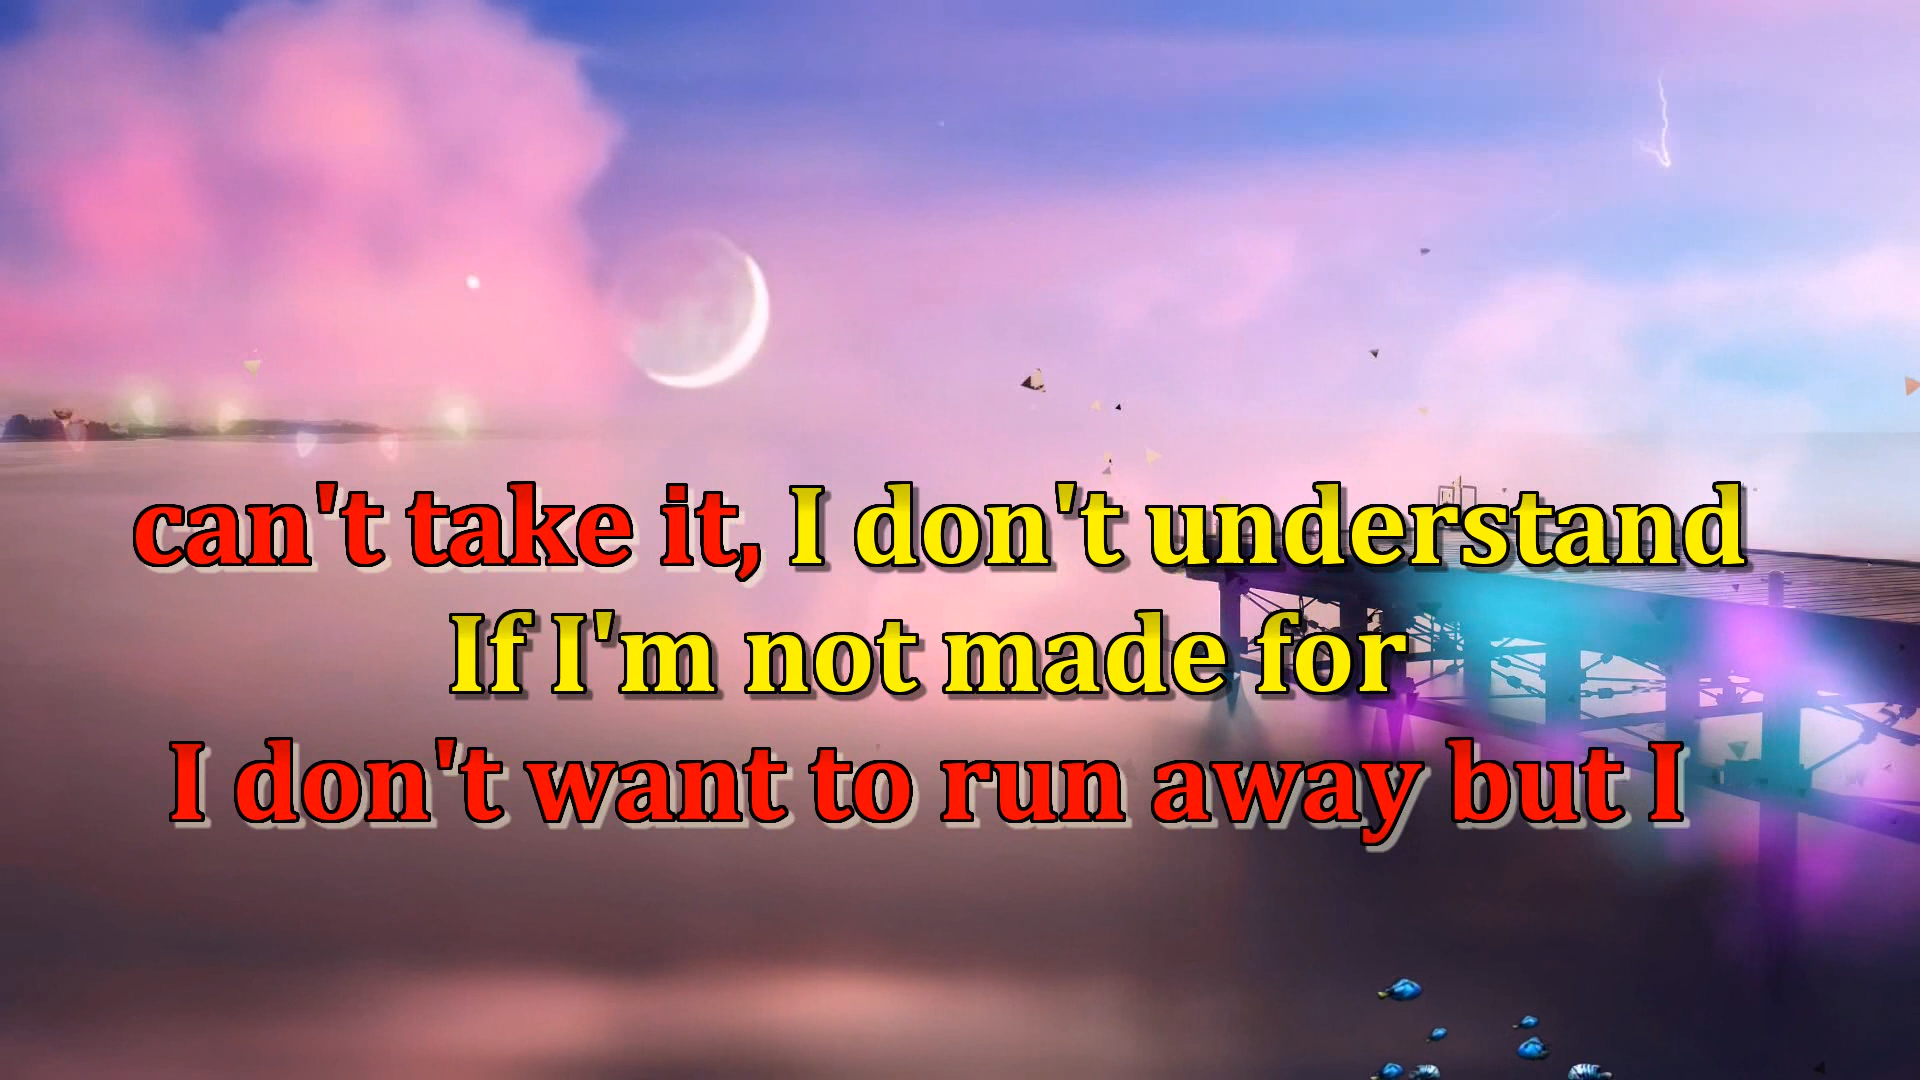 can't take it, I don't understand
If I'm not made for
I don't want to run away but I